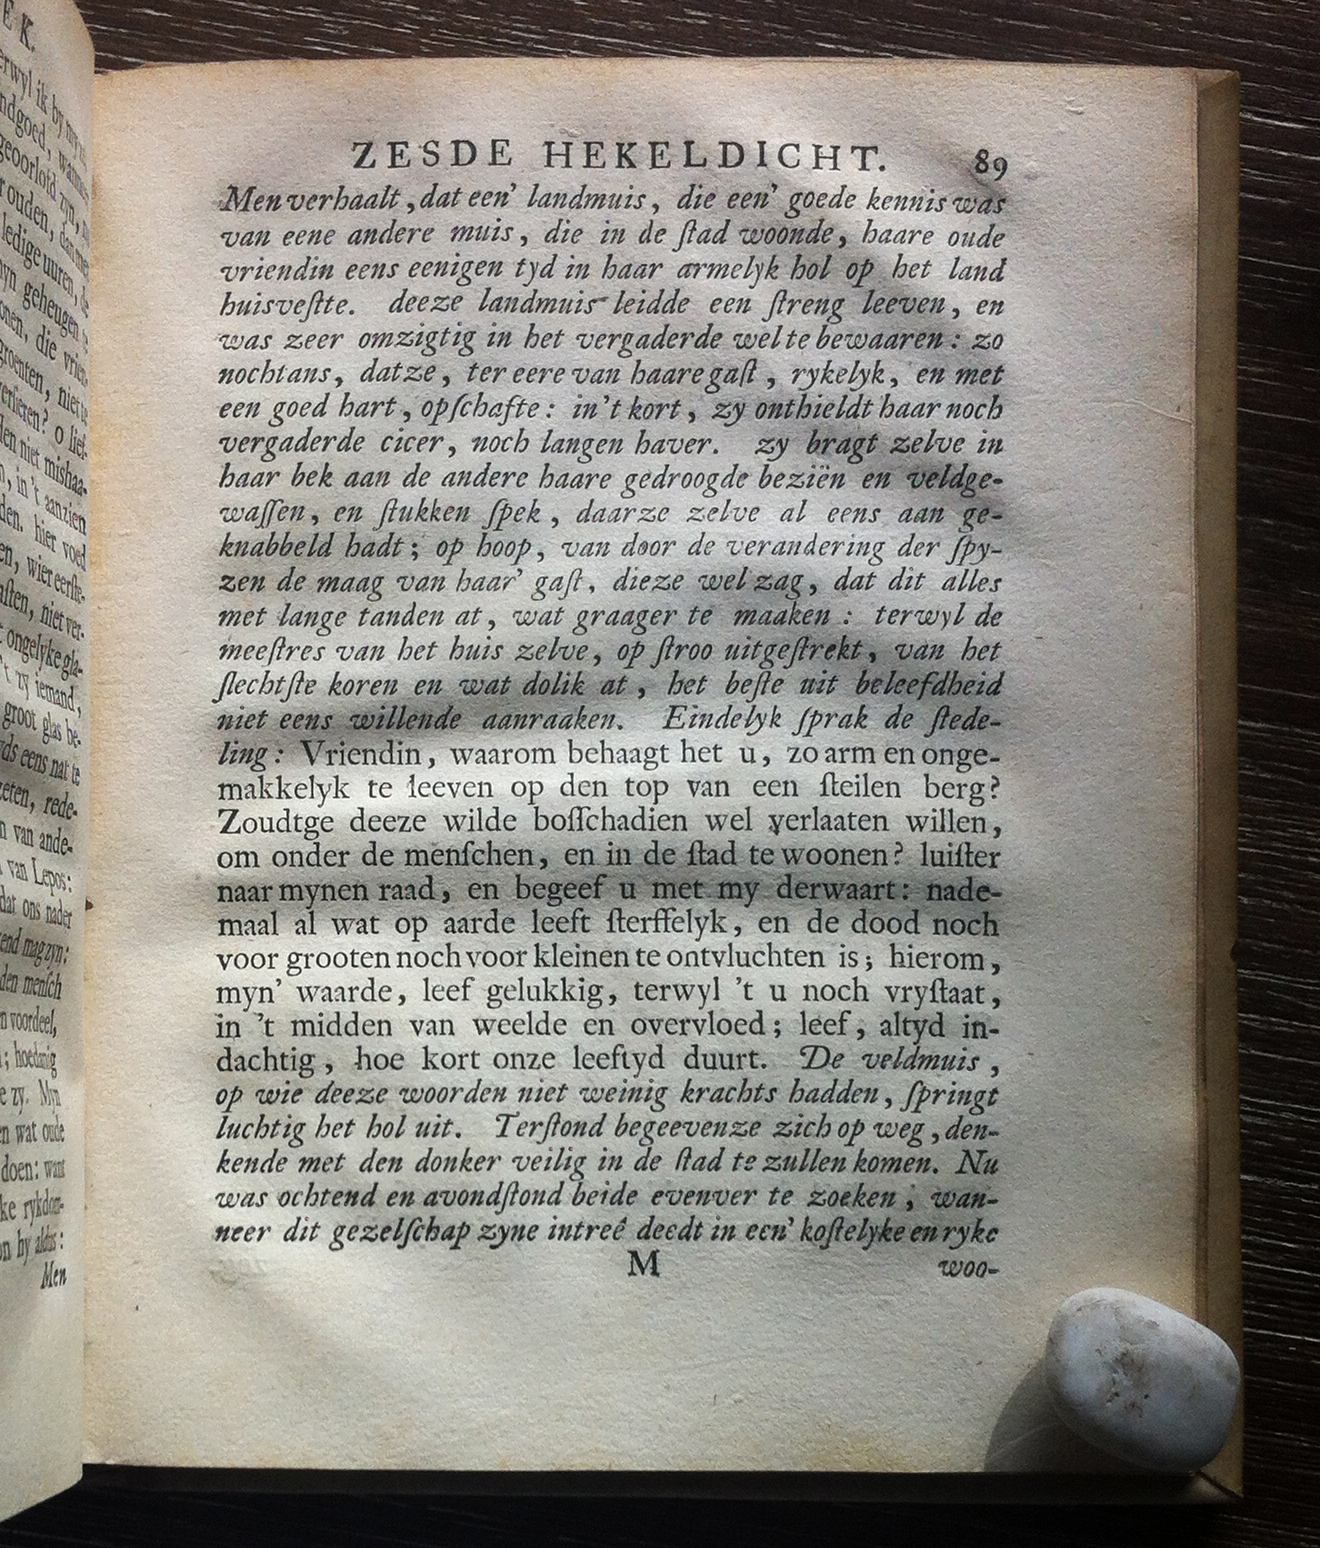 ZESDE HEKELDICHT. 89
Men verhaalt, dat een' landmuis, die een' goede kennis was
van eene andere muis, die in de ſtad woonde, haare oude
vriendin eens eenigen tyd in haar armelyk hol op het land
huisveſtte. deeze landmuis leidde een ſtreng leeven, en
was zeer omzigtig in het vergaderde wel te bewaaren: zo
nochtans, datze, ter eere van haare gaſt, rykelyk, en met
een goed hart, opſchafte: in't kort, zy onthieldt haar noch
vergaderde cicer, noch langen haver. zy bragt zelve in
haar bek aan de andere haare gedroogde beziën en veldge-
waſſen, en ſtukken ſpek, daarze zelve al eens aan ge-
knabbeld hadt; op hoop, van door de verandering der ſpy-
zen de maag van haar' gaſt, dieze wel zag, dat dit alles
met lange tanden at, wat graager te maaken: terwyl de
meeſtres van het huis zelve, op ſtroo uitgeſtrekt, van het
ſlechtſte koren en wat dolik at, het beſte uit beleefdheid
niet eens willende aanraaken. Eindelyk ſprak de ſtede-
ling: Vriendin, waarom behaagt het u, zo arm en onge-
makkelyk te leeven op den top van een ſteilen berg?
Zoudtge deeze wilde boſſchadien wel verlaaten willen,
om onder de menſchen, en in de ſtad te woonen? luiſter
naar mynen raad, en begeef u met my derwaart: nade-
maal al wat op aarde leeft ſterffelyk, en de dood noch
voor grooten noch voor kleinen te ontvluchten is; hierom,
myn' waarde, leef gelukkig, terwyl 't u noch vryſtaat,
in 't midden van weelde en overvloed; leef, altyd in-
dachtig, hoe kort onze leeftyd duurt. De veldmuis,
op wie deeze woorden niet weinig krachts hadden, ſpringt
luchtig het hol uit. Terſtond begeevenze zich op weg, den-
kende met den donker veilig in de ſtad te zullen komen. Nu
was ochtend en avondſtond beide evenver te zoeken, wan-
neer dit gezelſchap zyne intreê deedt in een' koſtelyke en ryke
M woo-